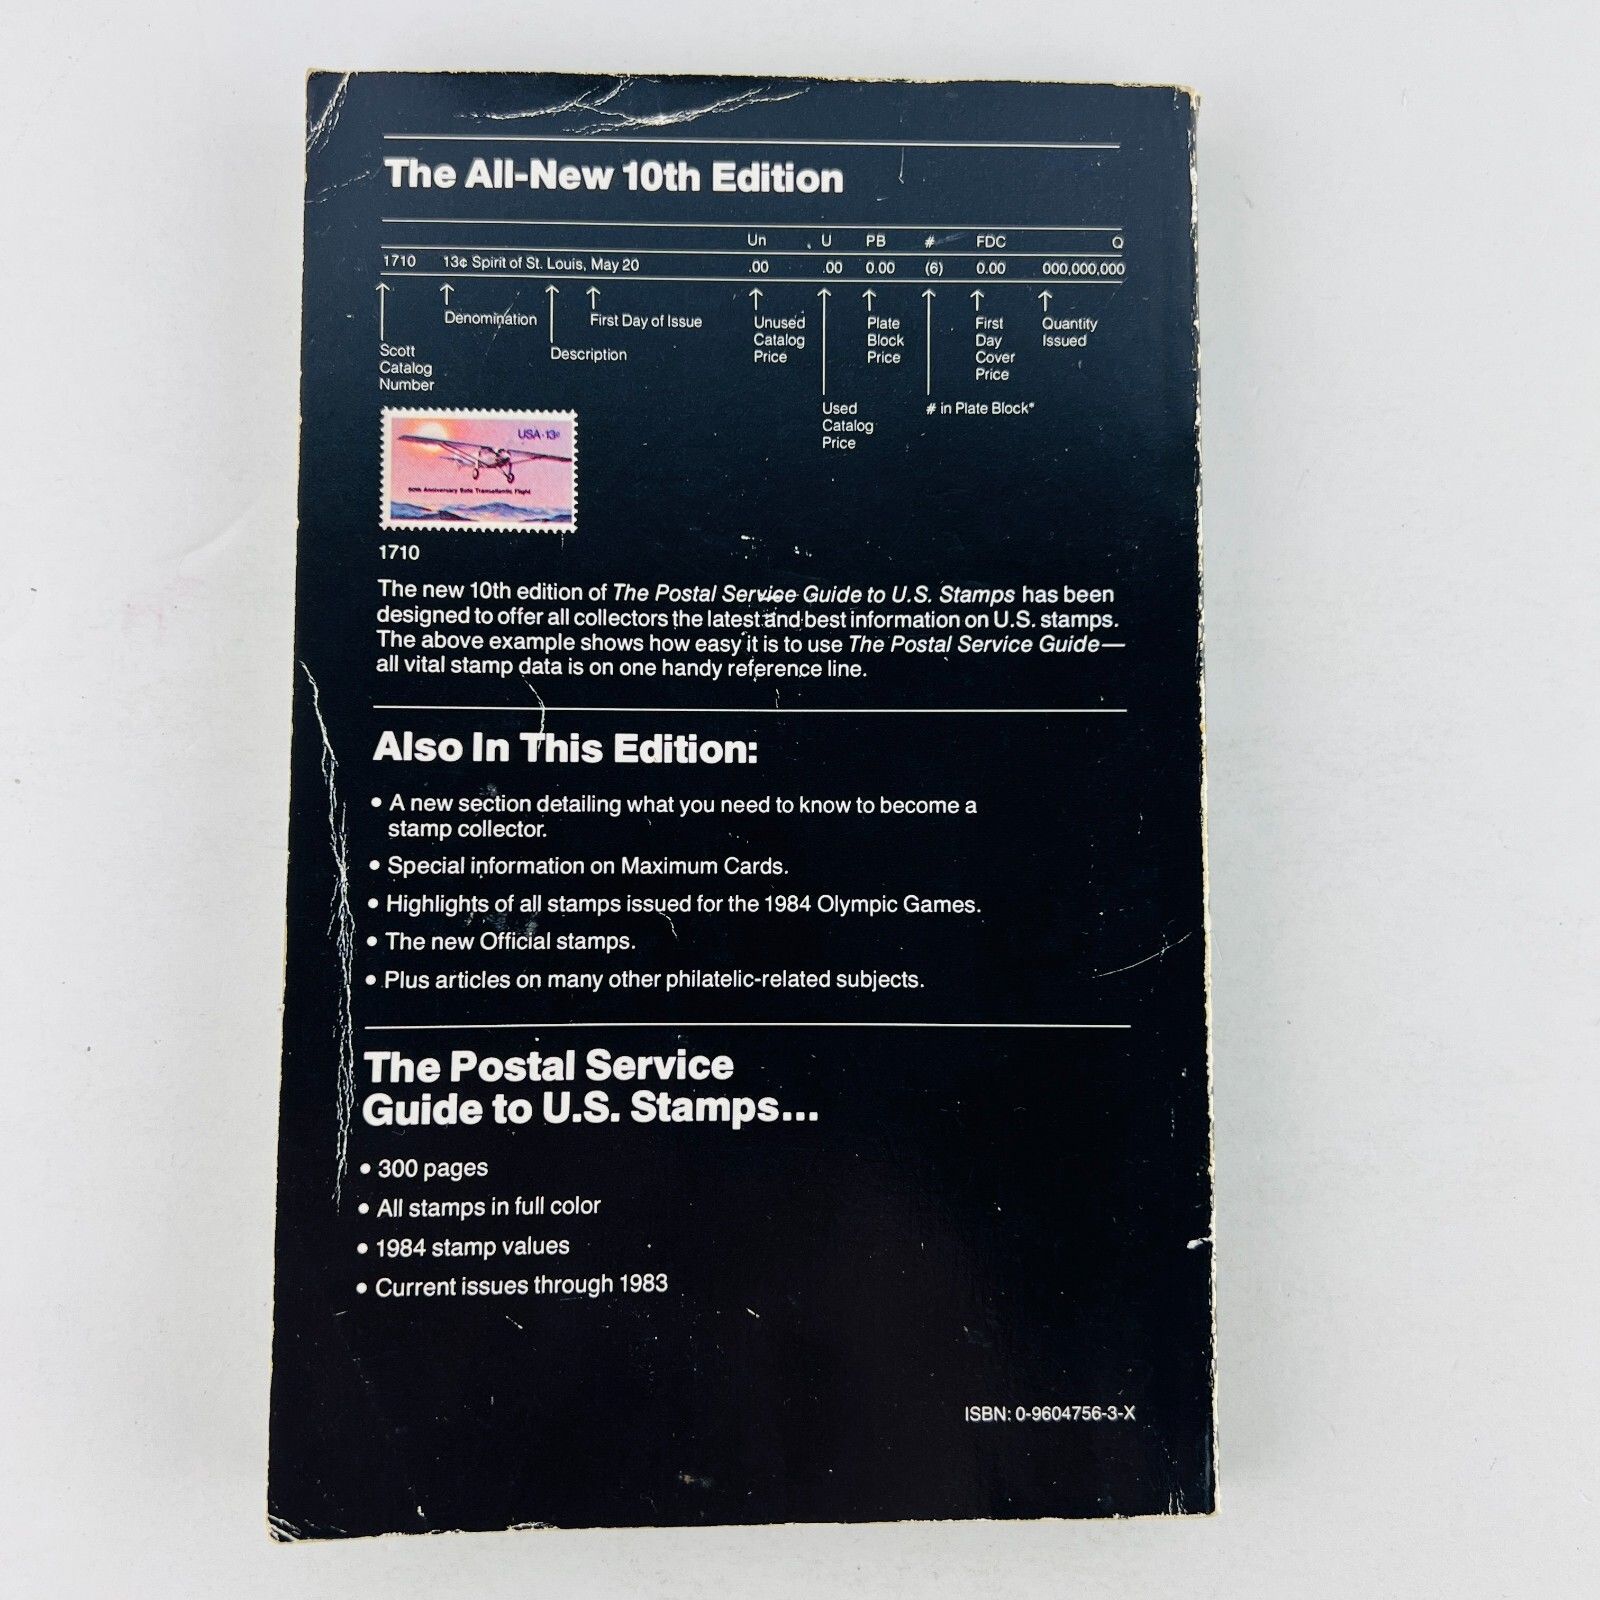 The All-New 10th Edition
Un U PB # FDC Q
1710 13¢ Spirit of St. Louis, May 20 .00 .00 0.00 (6) 0.00 000,000,000
Scott
Catalog
Number
Denomination
Description
First Day of Issue
Unused
Catalog
Price
Used
Catalog
Price
Plate
Block
Price
# in Plate Block*
First
Day
Cover
Price
Quantity
Issued
USA·13c
50th Anniversary Solo Transatlantic Flight
1710
The new 10th edition of The Postal Service Guide to U.S. Stamps has been
designed to offer all collectors the latest and best information on U.S. stamps.
The above example shows how easy it is to use The Postal Service Guide—
all vital stamp data is on one handy reference line.
Also In This Edition:
• A new section detailing what you need to know to become a
stamp collector.
• Special information on Maximum Cards.
• Highlights of all stamps issued for the 1984 Olympic Games.
• The new Official stamps.
• Plus articles on many other philatelic-related subjects.
The Postal Service
Guide to U.S. Stamps...
• 300 pages
• All stamps in full color
• 1984 stamp values
• Current issues through 1983
ISBN: 0-9604756-3-X